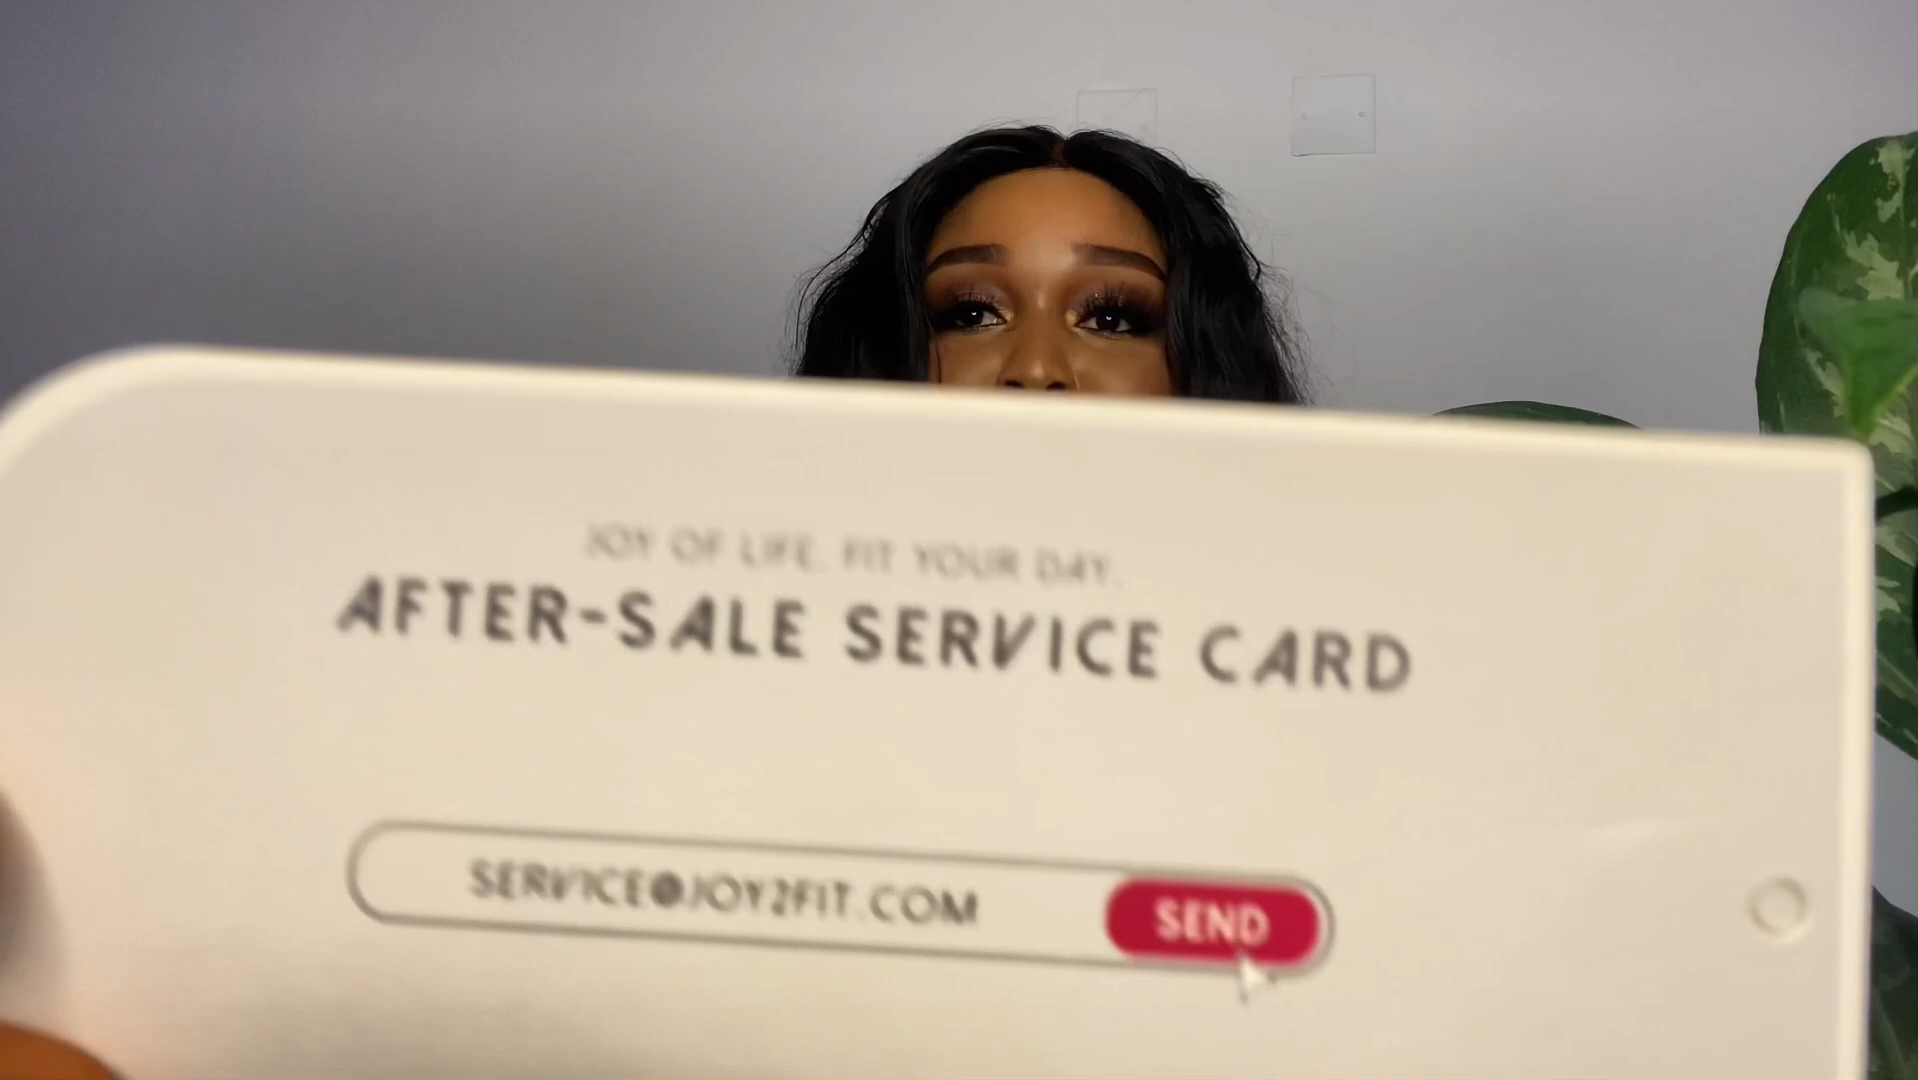 JOY OF LIFE. FIT YOUR DAY.
AFTER-SALE SERVICE CARD
SERVICE@JOY2FIT.COM
SEND